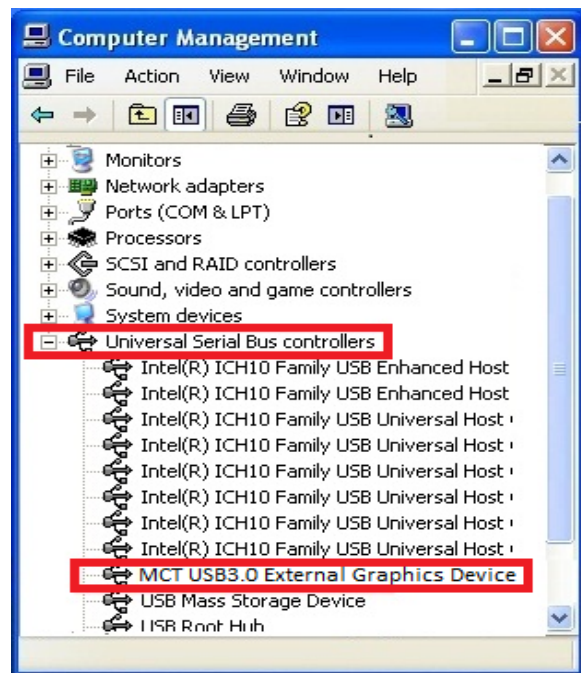 Computer Management
File Action View Window Help
Monitors
Network adapters
Ports (COM & LPT)
Processors
SCSI and RAID controllers
Sound, video and game controllers
System devices
Universal Serial Bus controllers
Intel(R) ICH10 Family USB Enhanced Host
Intel(R) ICH10 Family USB Enhanced Host
Intel(R) ICH10 Family USB Universal Host
Intel(R) ICH10 Family USB Universal Host
Intel(R) ICH10 Family USB Universal Host
Intel(R) ICH10 Family USB Universal Host
Intel(R) ICH10 Family USB Universal Host
Intel(R) ICH10 Family USB Universal Host
MCT USB3.0 External Graphics Device
USB Mass Storage Device
USB Root Hub